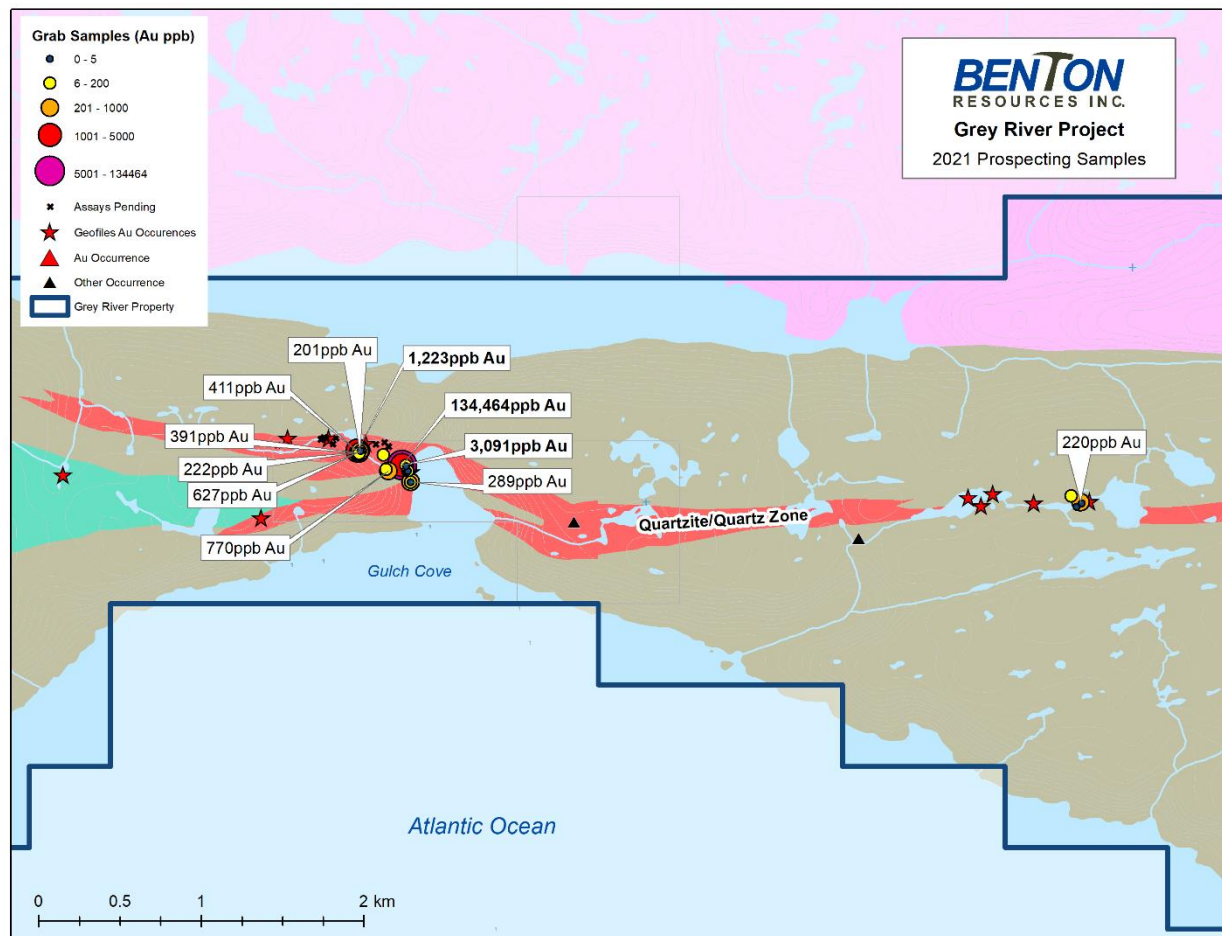 Grab Samples (Au ppb)
0 - 5
6 - 200
201 - 1000
1001 - 5000
5001 - 134464
Assays Pending
Geofiles Au Occurences
Au Occurrence
Other Occurrence
Grey River Property
BENTON
RESOURCES INC.
Grey River Project
2021 Prospecting Samples
201ppb Au
1,223ppb Au
411ppb Au
134,464ppb Au
391ppb Au
3,091ppb Au
220ppb Au
222ppb Au
627ppb Au
289ppb Au
770ppb Au
Quartzite/Quartz Zone
Gulch Cove
Atlantic Ocean
0 0.5 1 2 km